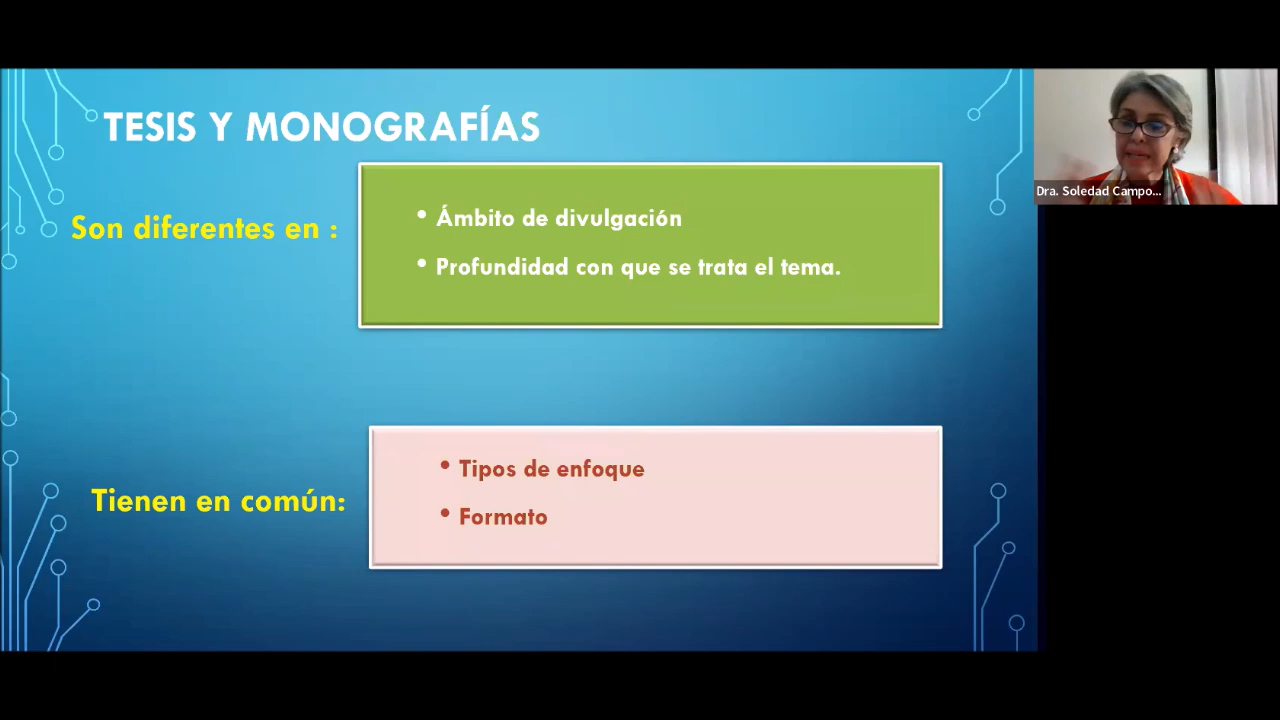 TESIS Y MONOGRAFÍAS
Son diferentes en :
• Ámbito de divulgación
• Profundidad con que se trata el tema.
Tienen en común:
• Tipos de enfoque
• Formato
Dra. Soledad Campo...